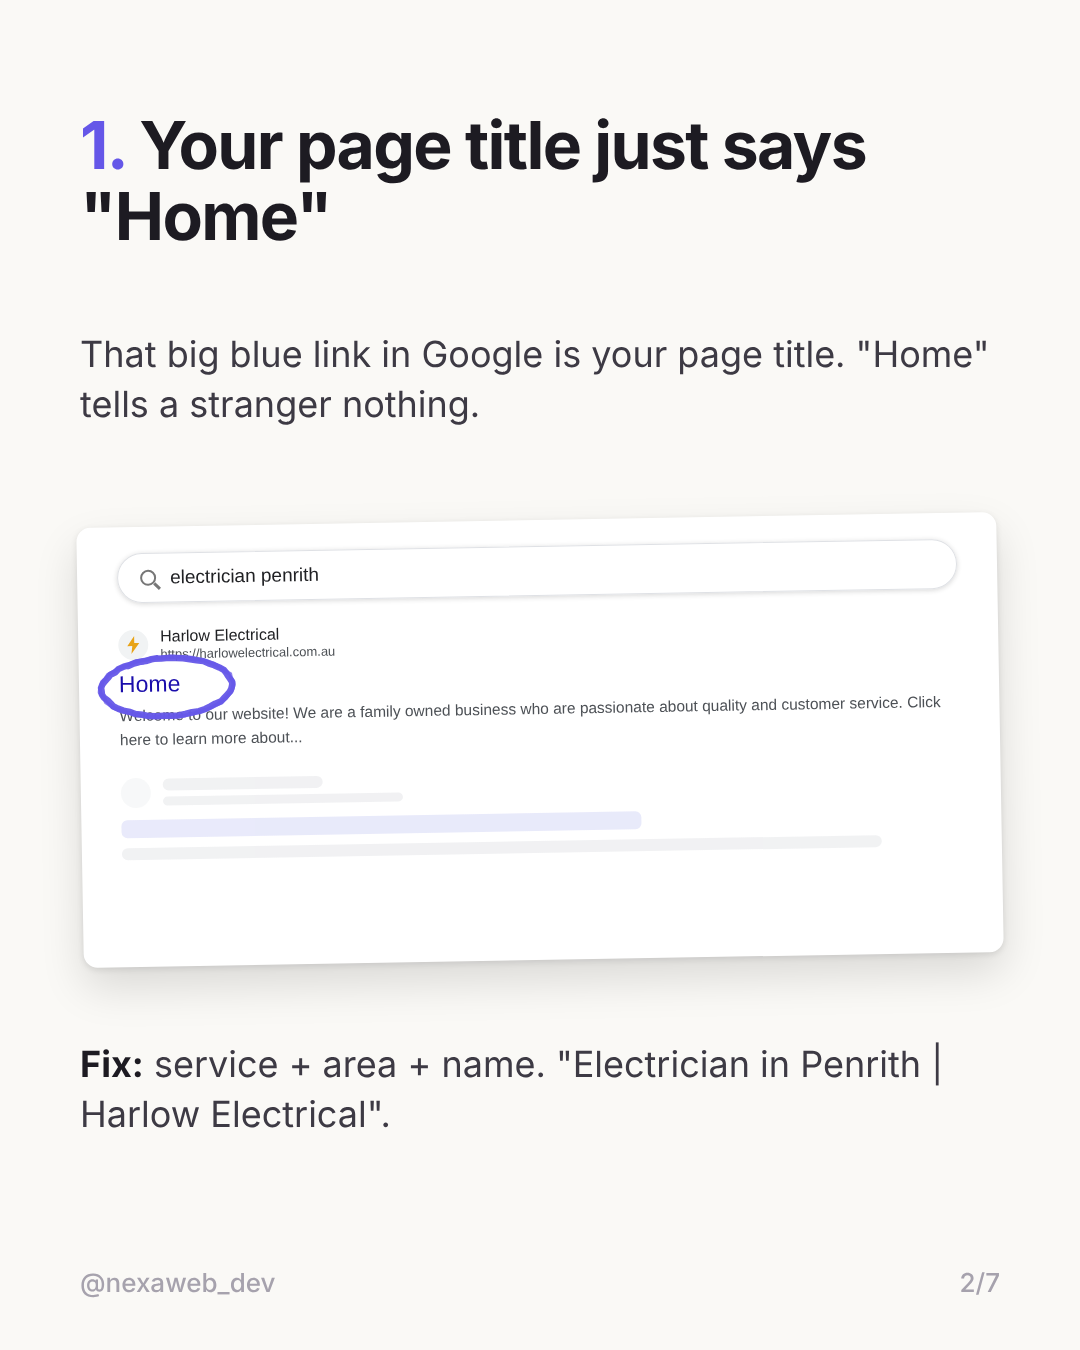 1. Your page title just says
"Home"
That big blue link in Google is your page title. "Home"
tells a stranger nothing.
electrician penrith
Harlow Electrical
https://harlowelectrical.com.au
Home
Welcome to our website! We are a family owned business who are passionate about quality and customer service. Click
here to learn more about...
Fix: service + area + name. "Electrician in Penrith |
Harlow Electrical".
@nexaweb_dev
2/7